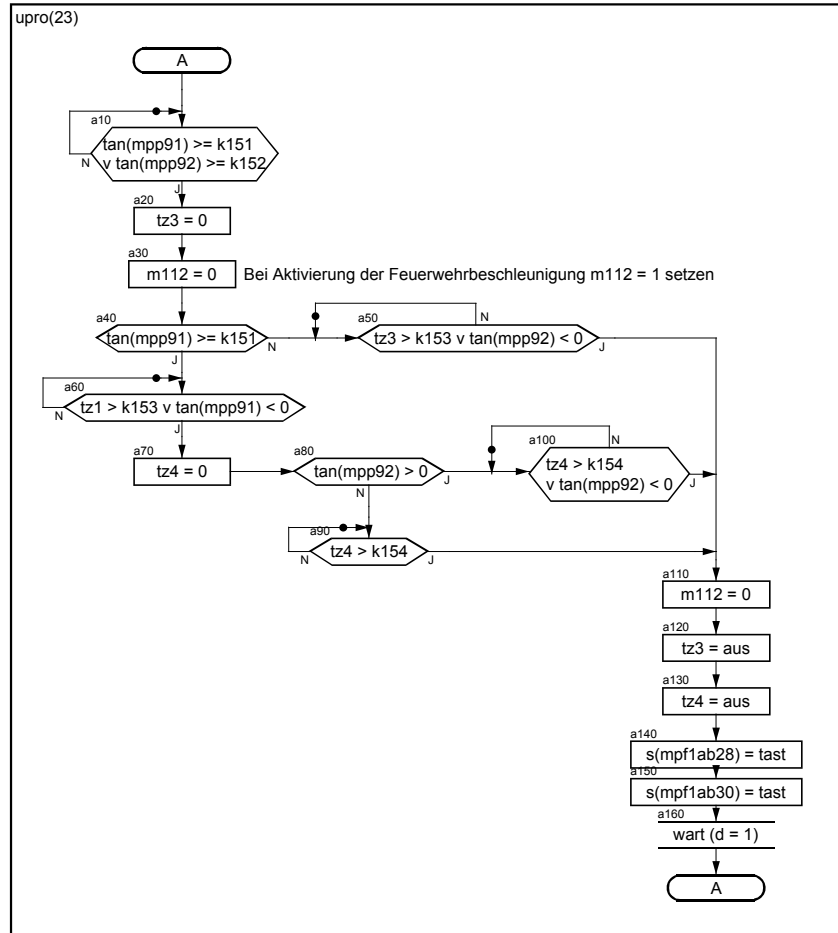 upro(23)
A
a10
tan(mpp91) >= k151
v tan(mpp92) >= k152
N
J
a20
tz3 = 0
a30
m112 = 0
Bei Aktivierung der Feuerwehrbeschleunigung m112 = 1 setzen
a40
tan(mpp91) >= k151
N
J
a50
N
tz3 > k153 v tan(mpp92) < 0
J
a60
tz1 > k153 v tan(mpp91) < 0
N
J
a70
tz4 = 0
a80
tan(mpp92) > 0
J
N
a100
N
tz4 > k154
v tan(mpp92) < 0
J
a90
tz4 > k154
N
J
a110
m112 = 0
a120
tz3 = aus
a130
tz4 = aus
a140
s(mpf1ab28) = tast
a150
s(mpf1ab30) = tast
a160
wart (d = 1)
A